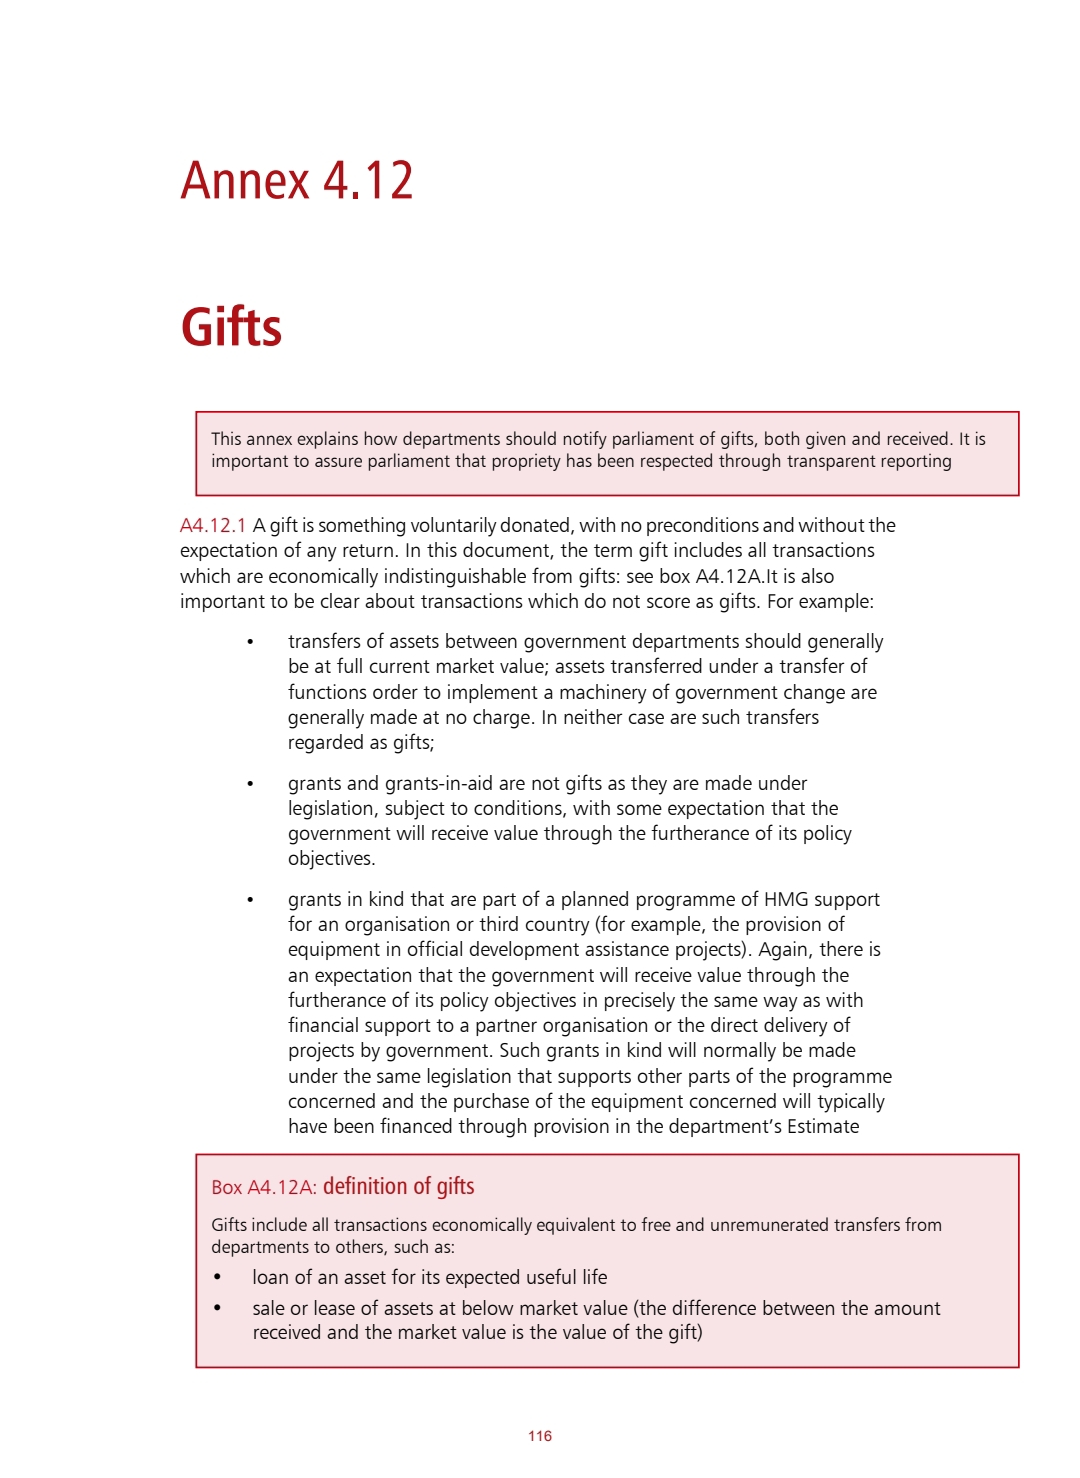 Annex 4.12
Gifts
This annex explains how departments should notify parliament of gifts, both given and received. It is
important to assure parliament that propriety has been respected through transparent reporting
A4.12.1 A gift is something voluntarily donated, with no preconditions and without the
expectation of any return. In this document, the term gift includes all transactions
which are economically indistinguishable from gifts: see box A4.12A.It is also
important to be clear about transactions which do not score as gifts. For example:
• transfers of assets between government departments should generally
be at full current market value; assets transferred under a transfer of
functions order to implement a machinery of government change are
generally made at no charge. In neither case are such transfers
regarded as gifts;
• grants and grants-in-aid are not gifts as they are made under
legislation, subject to conditions, with some expectation that the
government will receive value through the furtherance of its policy
objectives.
• grants in kind that are part of a planned programme of HMG support
for an organisation or third country (for example, the provision of
equipment in official development assistance projects). Again, there is
an expectation that the government will receive value through the
furtherance of its policy objectives in precisely the same way as with
financial support to a partner organisation or the direct delivery of
projects by government. Such grants in kind will normally be made
under the same legislation that supports other parts of the programme
concerned and the purchase of the equipment concerned will typically
have been financed through provision in the department’s Estimate
Box A4.12A: definition of gifts
Gifts include all transactions economically equivalent to free and unremunerated transfers from
departments to others, such as:
• loan of an asset for its expected useful life
• sale or lease of assets at below market value (the difference between the amount
received and the market value is the value of the gift)
116